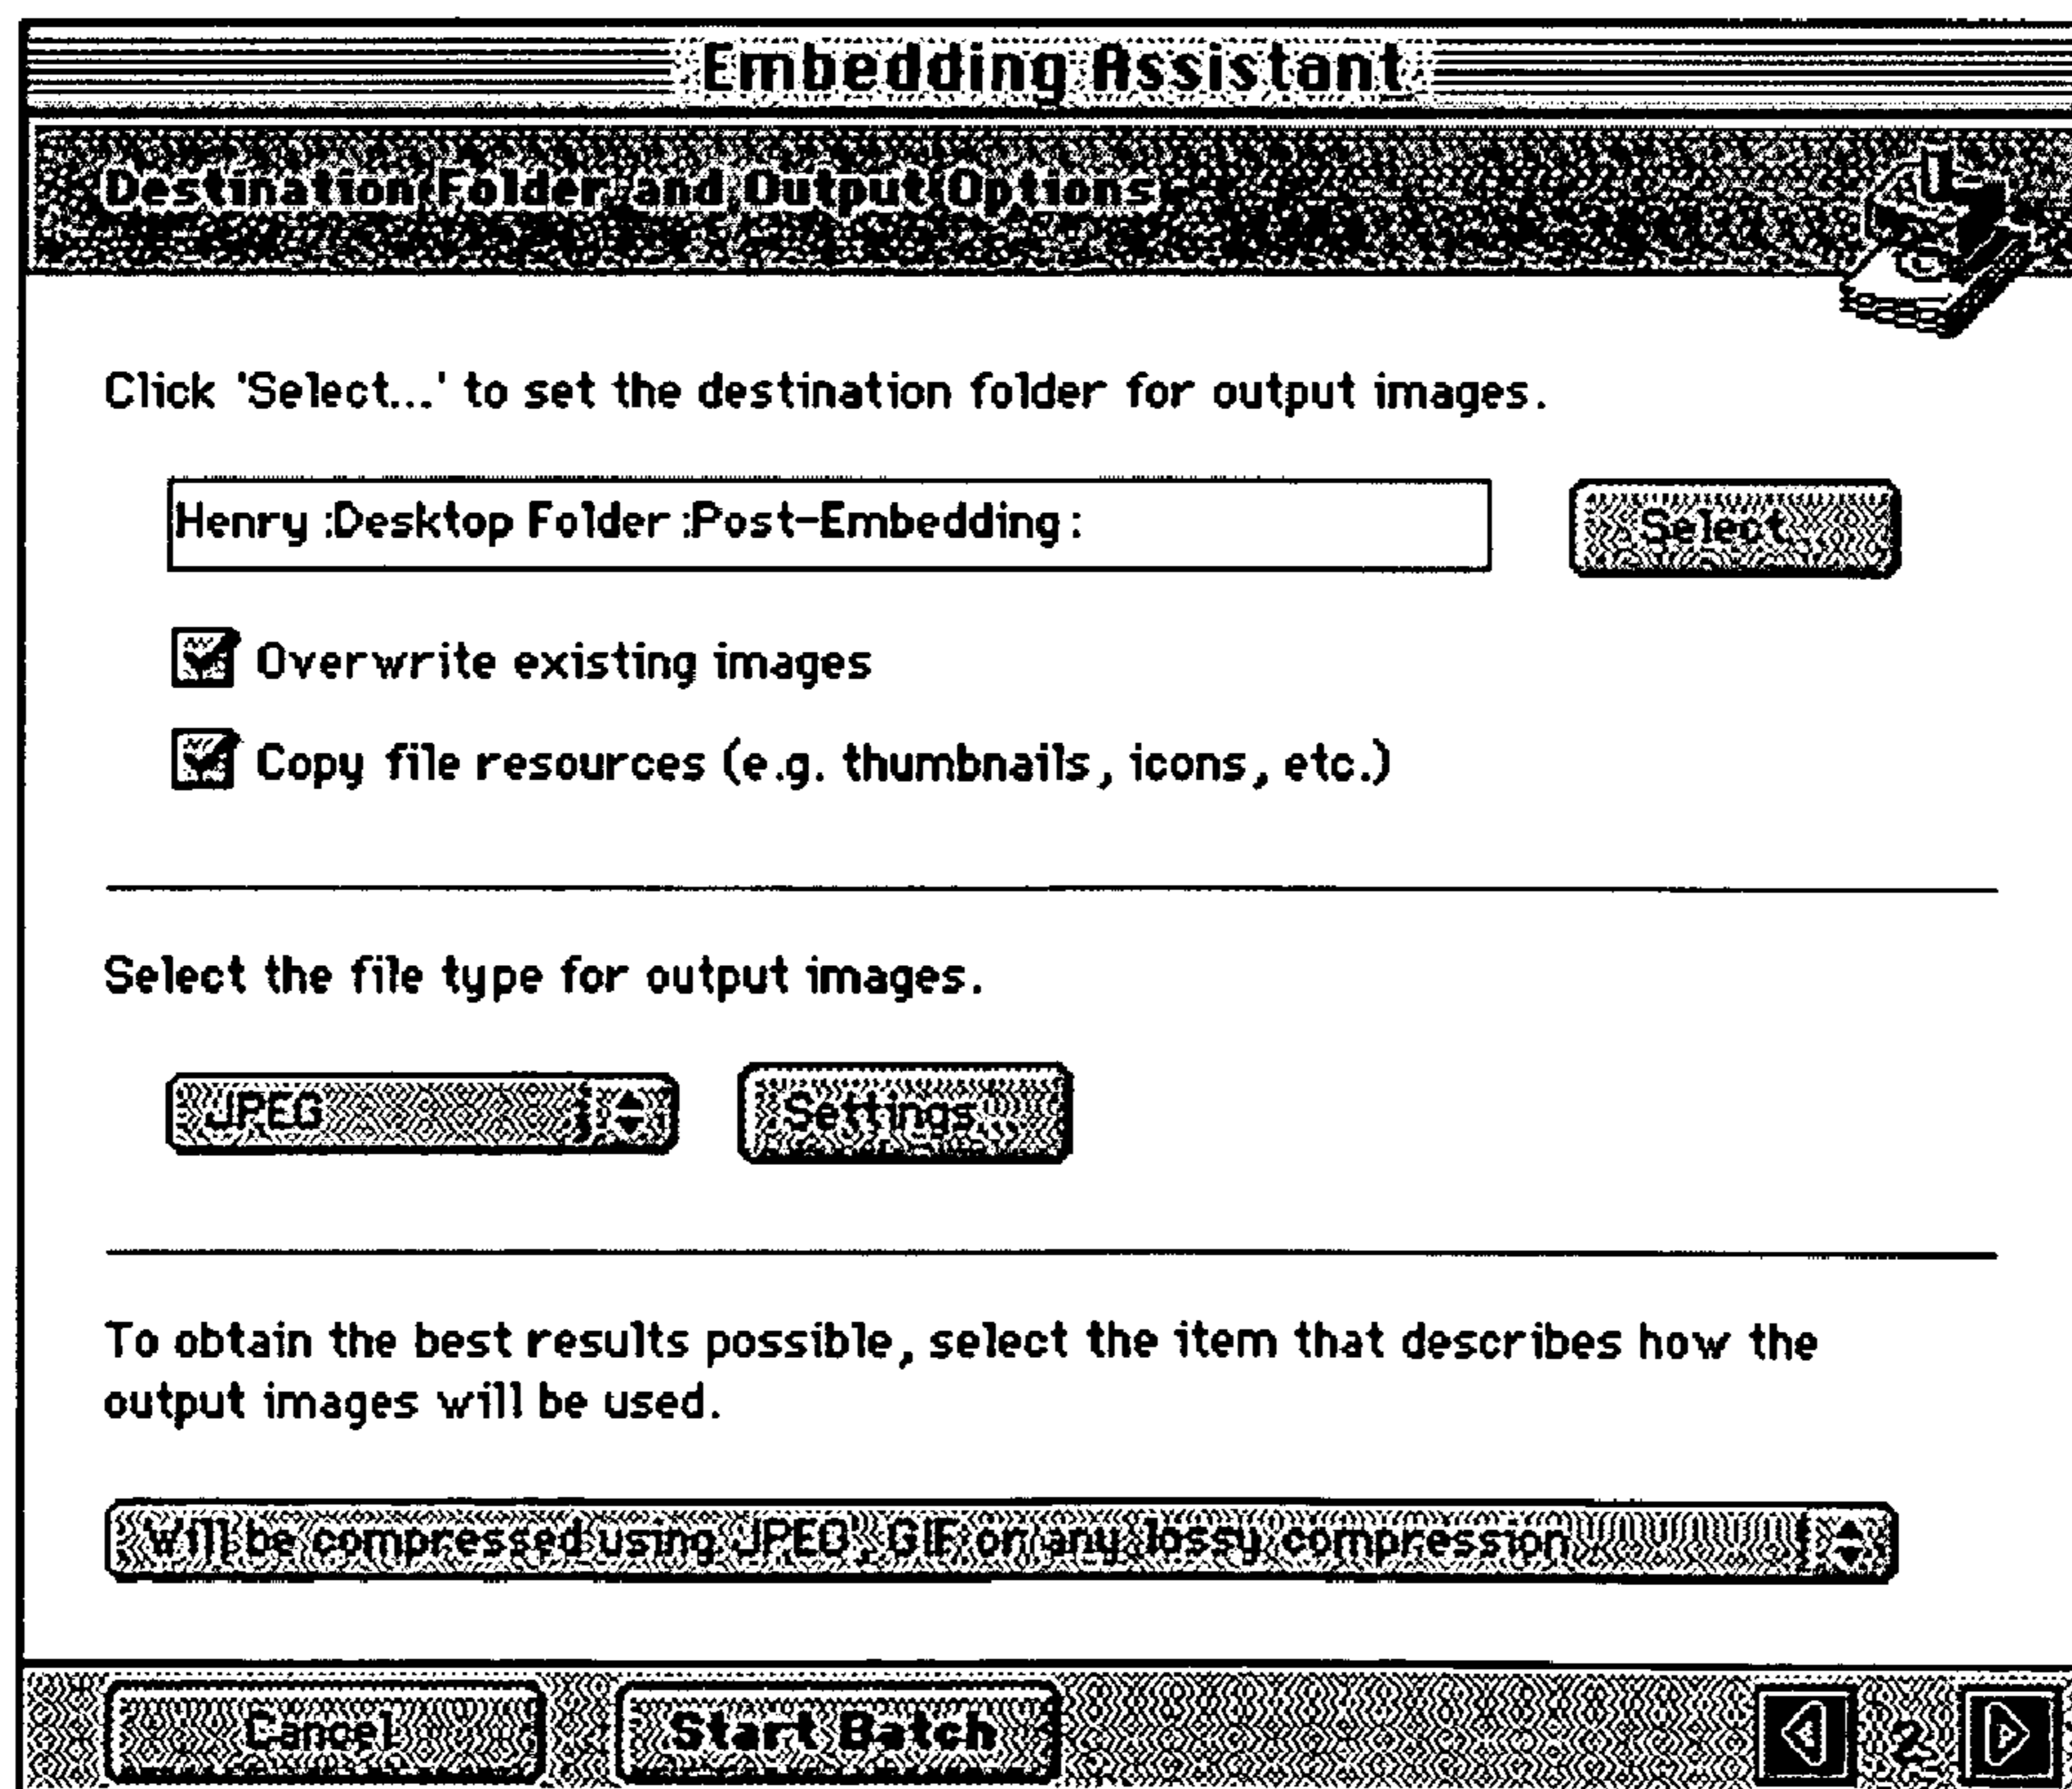 Embedding Assistant
Destination Folder and Output Options
Click 'Select...' to set the destination folder for output images.
Henry :Desktop Folder :Post-Embedding :
Select...
Overwrite existing images
Copy file resources (e.g. thumbnails, icons, etc.)
Select the file type for output images.
JPEG
Settings...
To obtain the best results possible, select the item that describes how the
output images will be used.
Will be compressed using JPEG, GIF or any lossy compression
Cancel
Start Batch
2